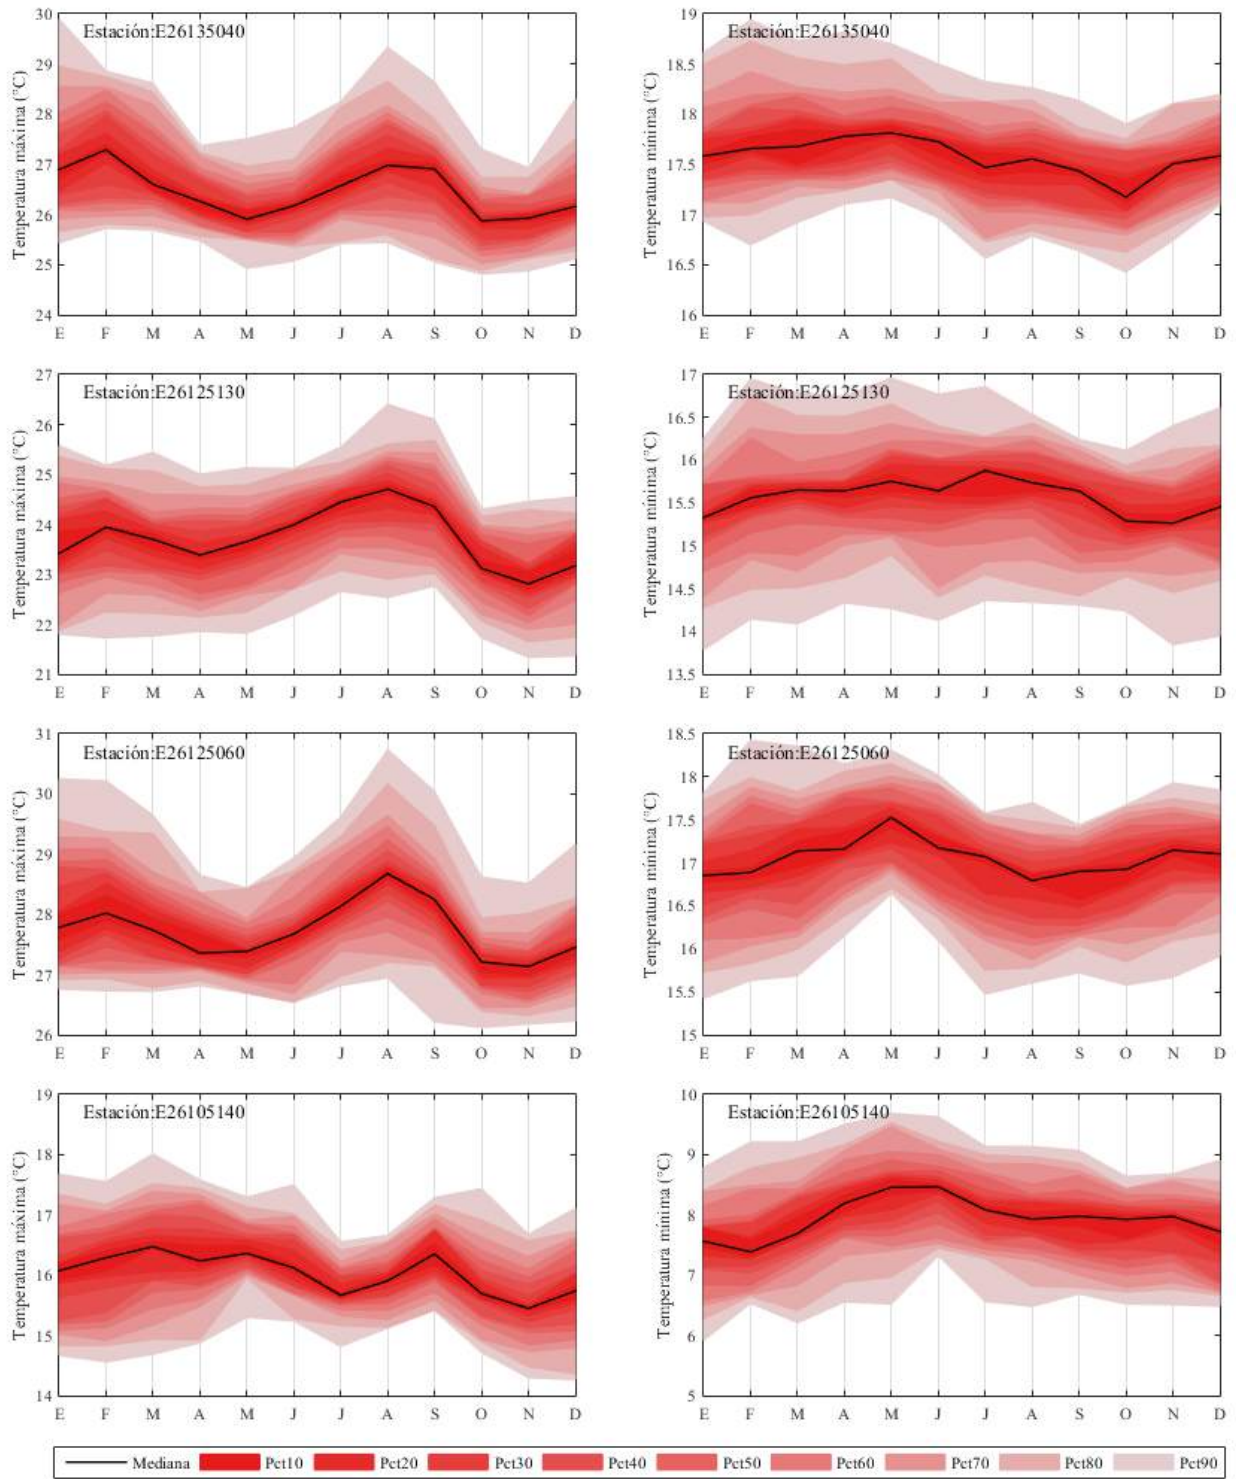 Estación:E26135040
Temperatura máxima (°C)
30
29
28
27
26
25
24
E F M A M J J A S O N D
Estación:E26135040
Temperatura mínima (°C)
19
18.5
18
17.5
17
16.5
16
E F M A M J J A S O N D
Estación:E26125130
Temperatura máxima (°C)
27
26
25
24
23
22
21
E F M A M J J A S O N D
Estación:E26125130
Temperatura mínima (°C)
17
16.5
16
15.5
15
14.5
14
13.5
E F M A M J J A S O N D
Estación:E26125060
Temperatura máxima (°C)
31
30
29
28
27
26
E F M A M J J A S O N D
Estación:E26125060
Temperatura mínima (°C)
18.5
18
17.5
17
16.5
16
15.5
15
E F M A M J J A S O N D
Estación:E26105140
Temperatura máxima (°C)
19
18
17
16
15
14
E F M A M J J A S O N D
Estación:E26105140
Temperatura mínima (°C)
10
9
8
7
6
5
E F M A M J J A S O N D
Mediana Pct10 Pct20 Pct30 Pct40 Pct50 Pct60 Pct70 Pct80 Pct90